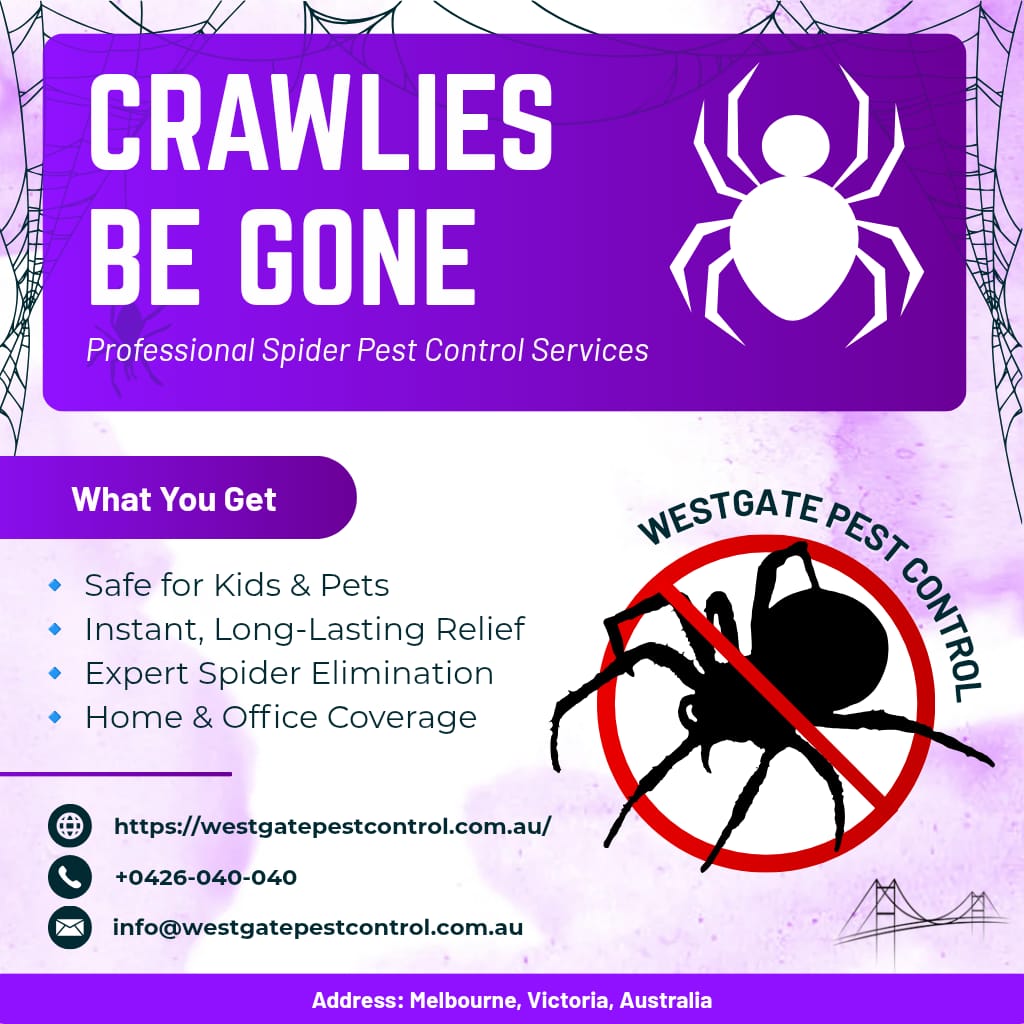 CRAWLIES
BE GONE
Professional Spider Pest Control Services
What You Get
Safe for Kids & Pets
Instant, Long-Lasting Relief
Expert Spider Elimination
Home & Office Coverage
WESTGATE PEST CONTROL
https://westgatepestcontrol.com.au/
+0426-040-040
info@westgatepestcontrol.com.au
Address: Melbourne, Victoria, Australia